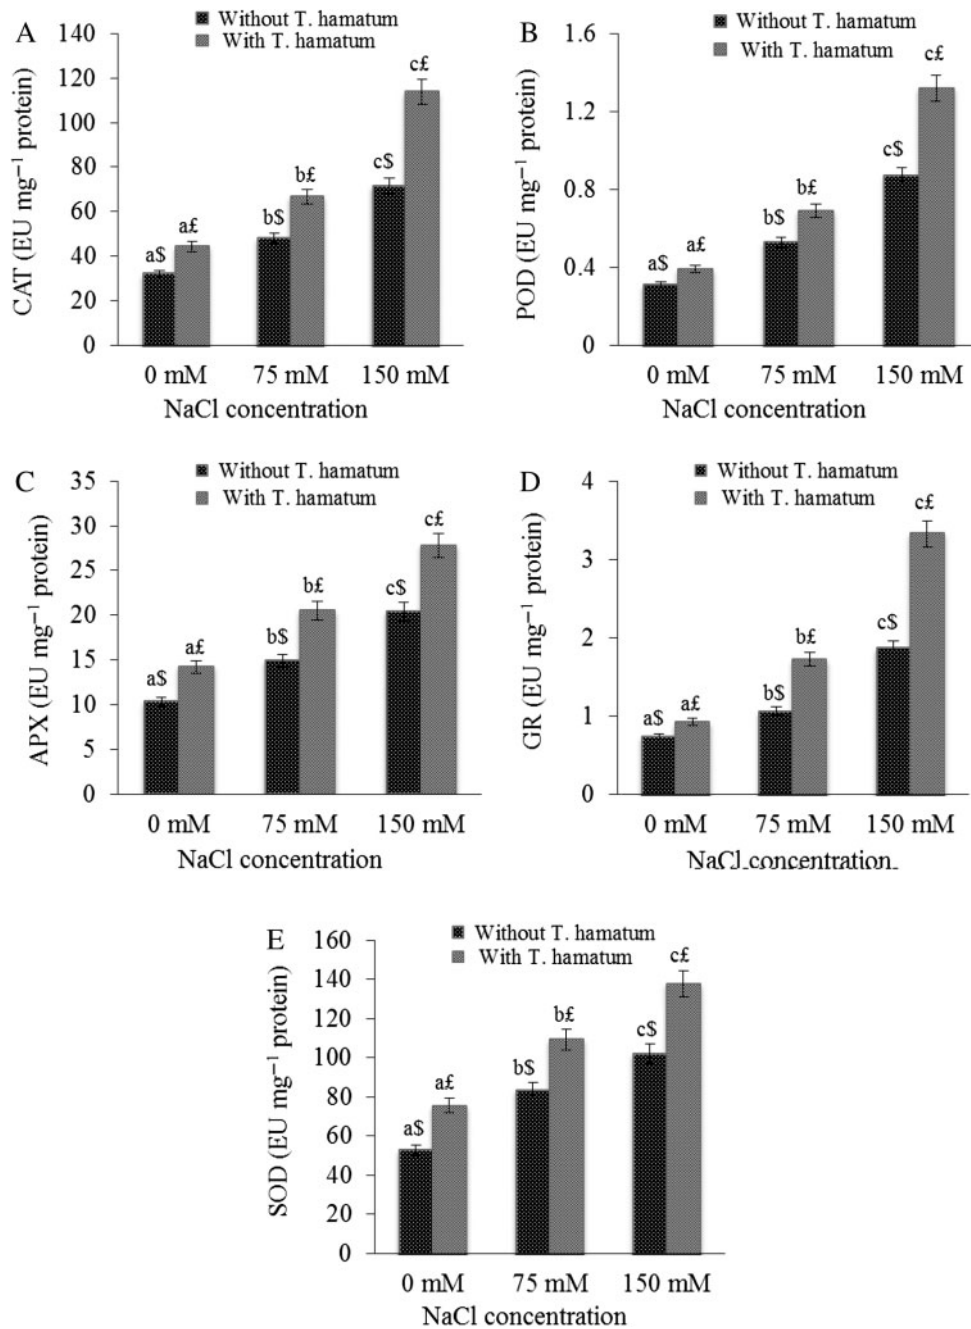 A
Without T. hamatum
With T. hamatum
CAT (EU mg⁻¹ protein)
140
120
100
80
60
40
20
0
a$
a£
b$
b£
c$
c£
0 mM 75 mM 150 mM
NaCl concentration
B
Without T. hamatum
With T. hamatum
POD (EU mg⁻¹ protein)
1.6
1.2
0.8
0.4
0
a$
a£
b$
b£
c$
c£
0 mM 75 mM 150 mM
NaCl concentration
C
Without T. hamatum
With T. hamatum
APX (EU mg⁻¹ protein)
35
30
25
20
15
10
5
0
a$
a£
b$
b£
c$
c£
0 mM 75 mM 150 mM
NaCl concentration
D
Without T. hamatum
With T. hamatum
GR (EU mg⁻¹ protein)
4
3
2
1
0
a$
a£
b$
b£
c$
c£
0 mM 75 mM 150 mM
NaCl concentration
E
Without T. hamatum
With T. hamatum
SOD (EU mg⁻¹ protein)
160
140
120
100
80
60
40
20
0
a$
a£
b$
b£
c$
c£
0 mM 75 mM 150 mM
NaCl concentration